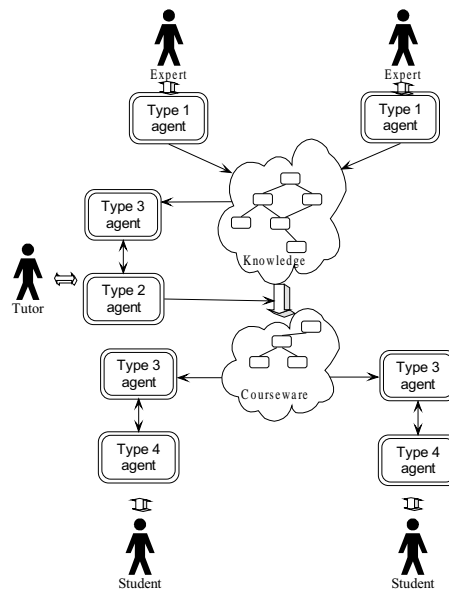 Expert
Expert
Type 1
agent
Type 1
agent
Type 3
agent
Knowledge
Tutor
Type 2
agent
Type 3
agent
Courseware
Type 3
agent
Type 4
agent
Type 4
agent
Student
Student